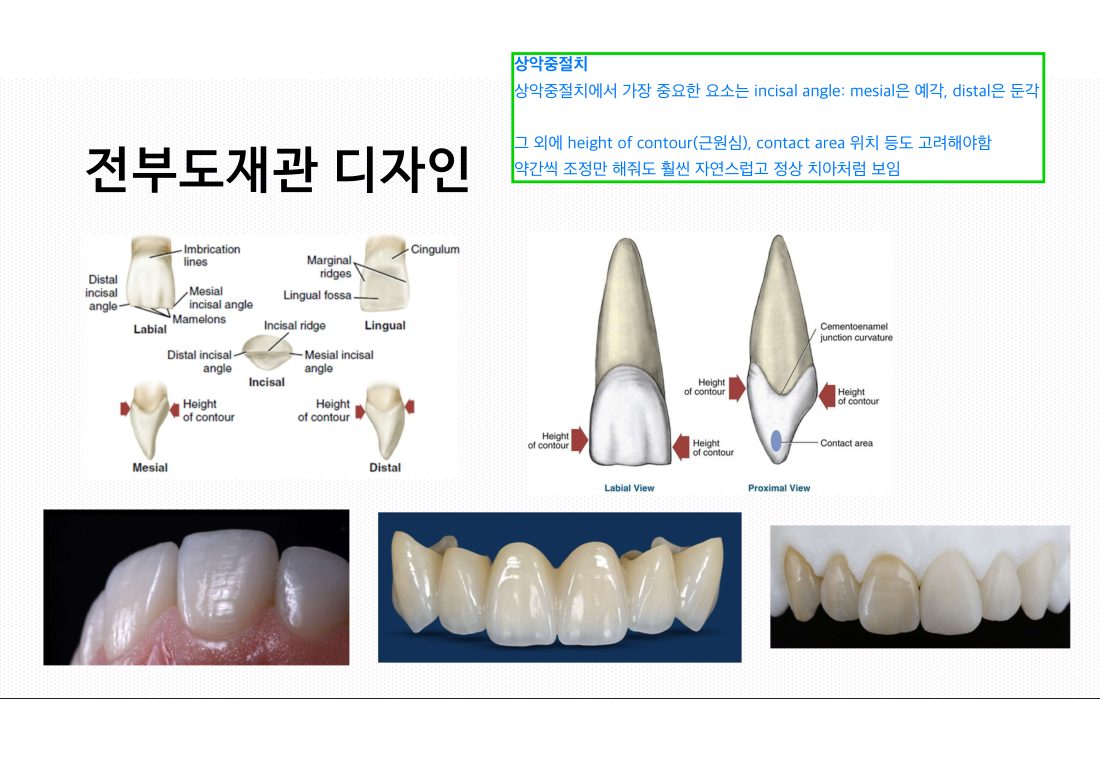 상악중절치
상악중절치에서 가장 중요한 요소는 incisal angle: mesial은 예각, distal은 둔각
그 외에 height of contour(근원심), contact area 위치 등도 고려해야함
약간씩 조정만 해줘도 훨씬 자연스럽고 정상 치아처럼 보임
전부도재관 디자인
Imbrication
lines
Distal
incisal
angle
Mesial
incisal angle
Mamelons
Labial
Marginal
ridges
Cingulum
Lingual fossa
Lingual
Incisal ridge
Distal incisal
angle
Mesial incisal
angle
Incisal
Height
of contour
Mesial
Height
of contour
Distal
Height
of contour
Height
of contour
Labial View
Cementoenamel
junction curvature
Height
of contour
Height
of contour
Contact area
Proximal View